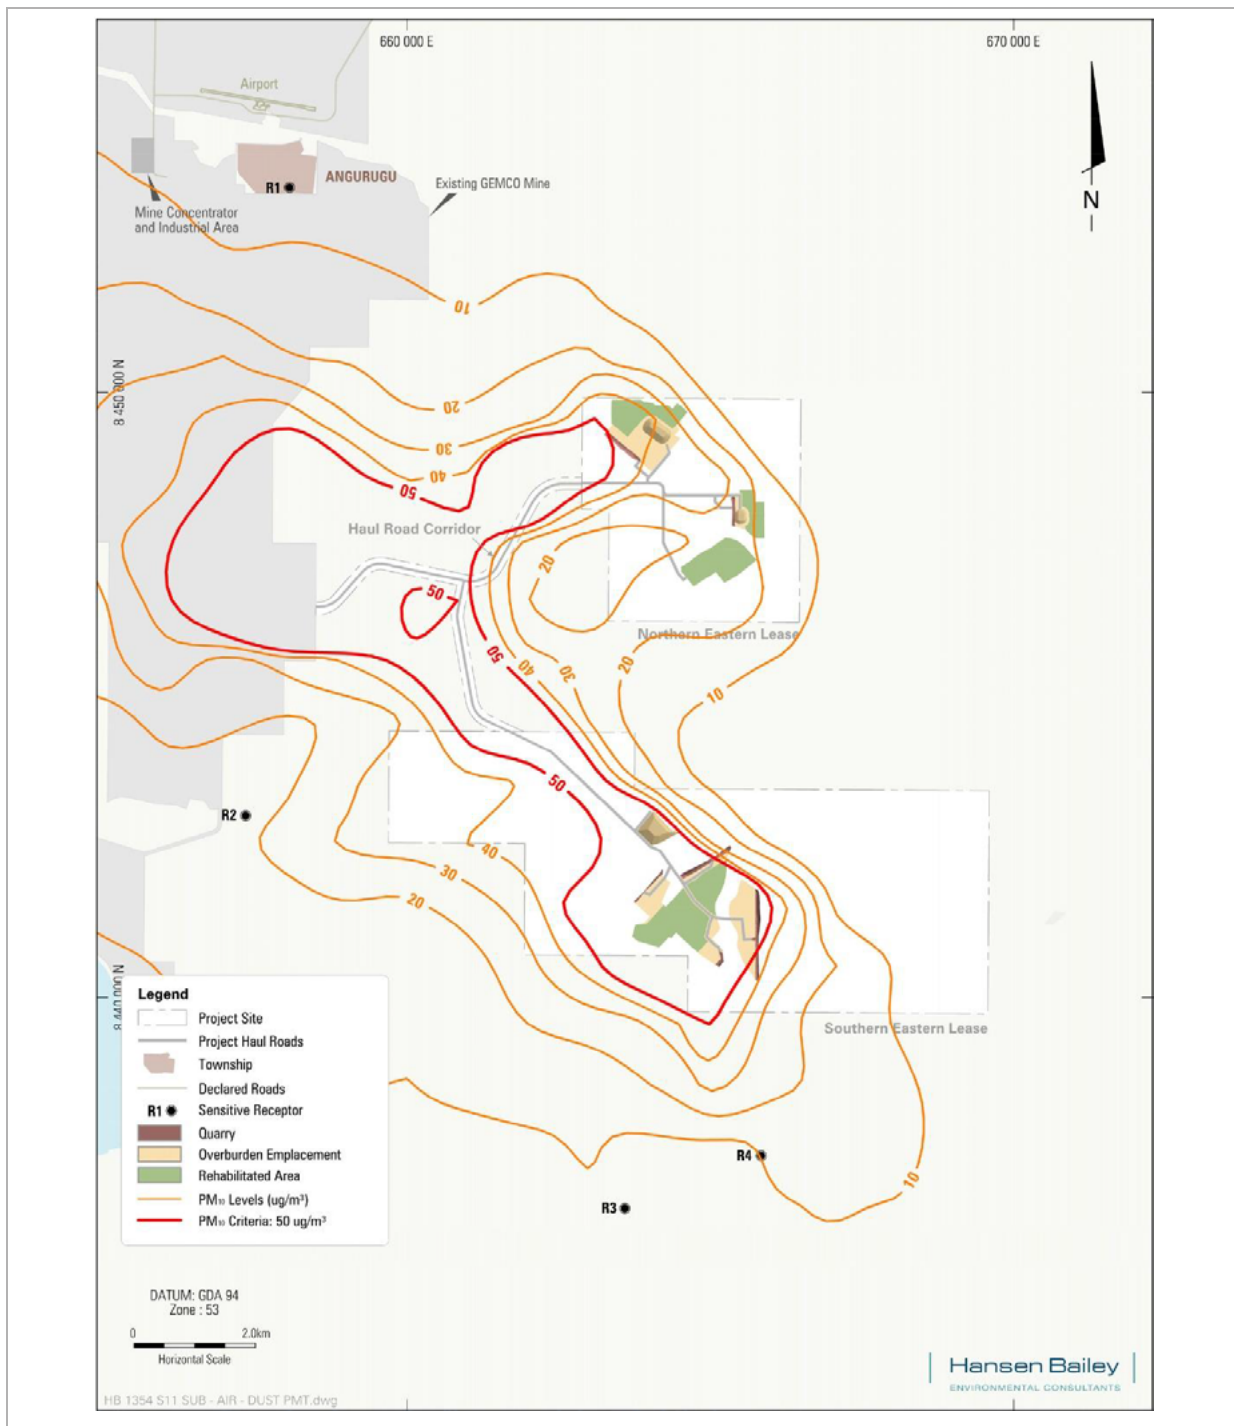 660 000 E
670 000 E
Airport
ANGURUGU
R1
Existing GEMCO Mine
Mine Concentrator
and Industrial Area
N
10
8 450 000 N
20
30
40
50
Haul Road Corridor
20
50
Northern Eastern Lease
50
40
30
20
10
50
R2
40
30
20
8 440 000 N
Southern Eastern Lease
Legend
Project Site
Project Haul Roads
Township
Declared Roads
R1 Sensitive Receptor
Quarry
Overburden Emplacement
Rehabilitated Area
PM₁₀ Levels (ug/m³)
PM₁₀ Criteria: 50 ug/m³
R4
10
R3
DATUM: GDA 94
Zone : 53
0 2.0km
Horizontal Scale
Hansen Bailey
ENVIRONMENTAL CONSULTANTS
HB 1354 S11 SUB - AIR - DUST PMT.dwg